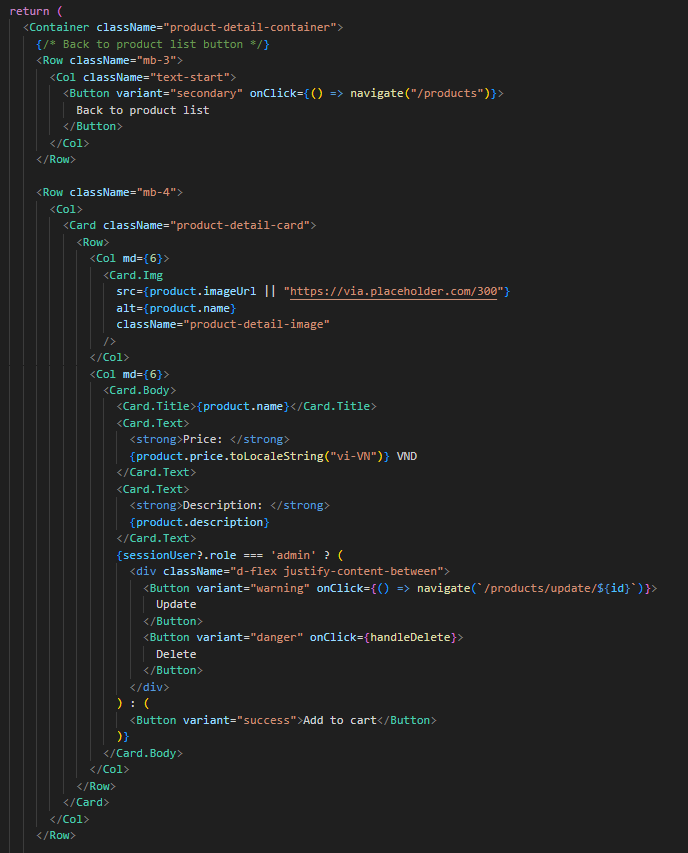 return (
<Container className="product-detail-container">
{/* Back to product list button */}
<Row className="mb-3">
<Col className="text-start">
<Button variant="secondary" onClick={() => navigate("/products")}>
Back to product list
</Button>
</Col>
</Row>
<Row className="mb-4">
<Col>
<Card className="product-detail-card">
<Row>
<Col md={6}>
<Card.Img
src={product.imageUrl || "https://via.placeholder.com/300"}
alt={product.name}
className="product-detail-image"
/>
</Col>
<Col md={6}>
<Card.Body>
<Card.Title>{product.name}</Card.Title>
<Card.Text>
<strong>Price: </strong>
{product.price.toLocaleString("vi-VN")} VND
</Card.Text>
<Card.Text>
<strong>Description: </strong>
{product.description}
</Card.Text>
{sessionUser?.role === 'admin' ? (
<div className="d-flex justify-content-between">
<Button variant="warning" onClick={() => navigate(`/products/update/${id}`)}>
Update
</Button>
<Button variant="danger" onClick={handleDelete}>
Delete
</Button>
</div>
) : (
<Button variant="success">Add to cart</Button>
)}
</Card.Body>
</Col>
</Row>
</Card>
</Col>
</Row>